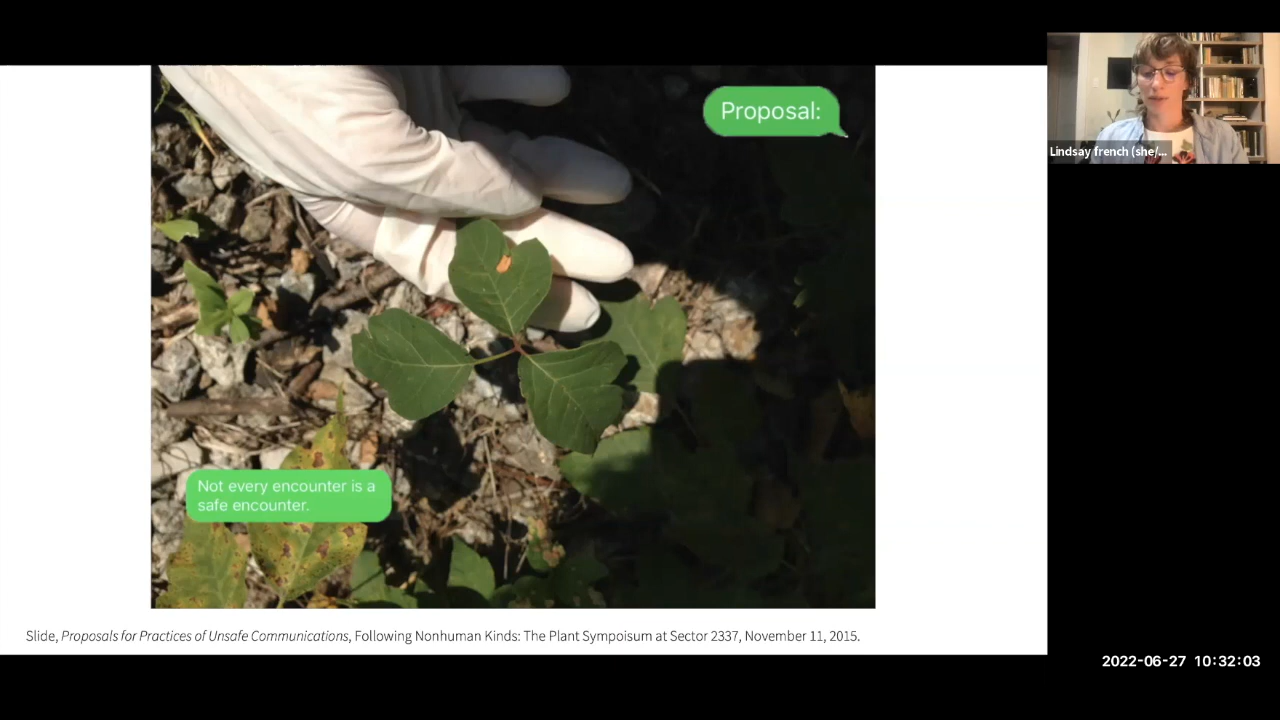 Proposal:
Not every encounter is a
safe encounter.
Slide, Proposals for Practices of Unsafe Communications, Following Nonhuman Kinds: The Plant Sympoisum at Sector 2337, November 11, 2015.
Lindsay french (she/...
2022-06-27 10:32:03